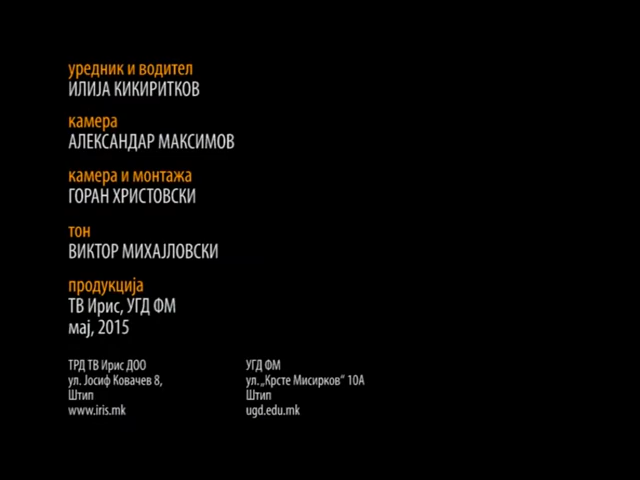 уредник и водител
ИЛИЈА КИКИРИТКОВ
камера
АЛЕКСАНДАР МАКСИМОВ
камера и монтажа
ГОРАН ХРИСТОВСКИ
тон
ВИКТОР МИХАЈЛОВСКИ
продукција
ТВ Ирис, УГД ФМ
мај, 2015
ТРД ТВ Ирис ДОО
ул. Јосиф Ковачев 8,
Штип
www.iris.mk
УГД ФМ
ул. „Крсте Мисирков“ 10А
Штип
ugd.edu.mk